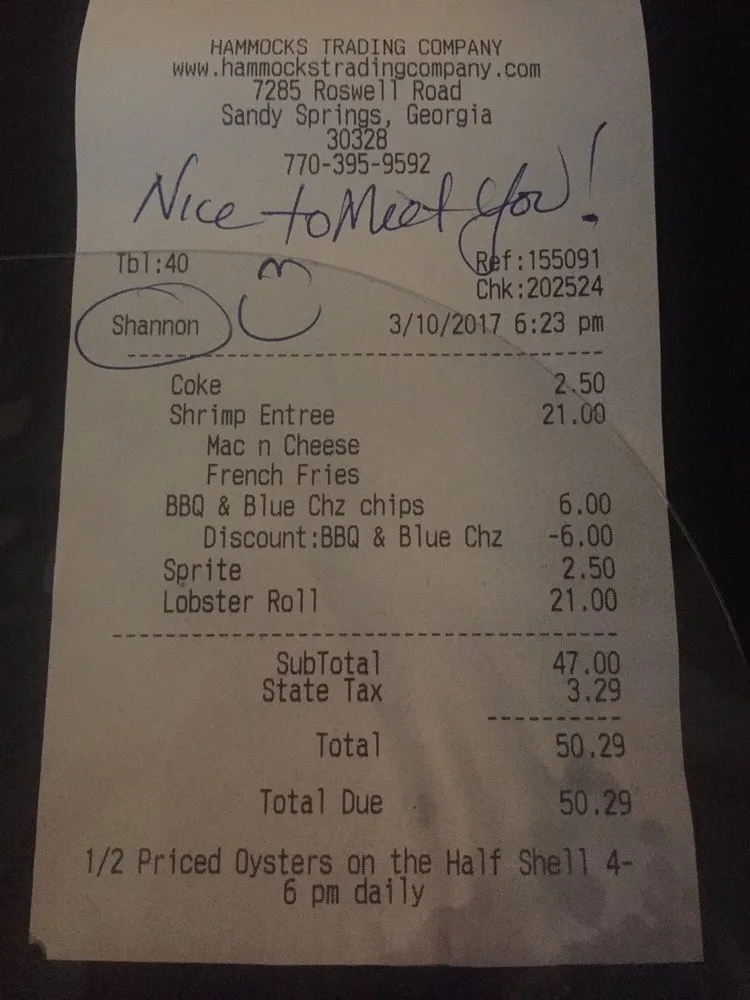 HAMMOCKS TRADING COMPANY
www.hammockstradingcompany.com
7285 Roswell Road
Sandy Springs, Georgia
30328
770-395-9592
Nice to Meet You!
Tbl:40 Ref:155091
Chk:202524
Shannon 3/10/2017 6:23 pm
Coke 2.50
Shrimp Entree 21.00
Mac n Cheese
French Fries
BBQ & Blue Chz chips 6.00
Discount:BBQ & Blue Chz -6.00
Sprite 2.50
Lobster Roll 21.00
SubTotal 47.00
State Tax 3.29
Total 50.29
Total Due 50.29
1/2 Priced Oysters on the Half Shell 4-
6 pm daily